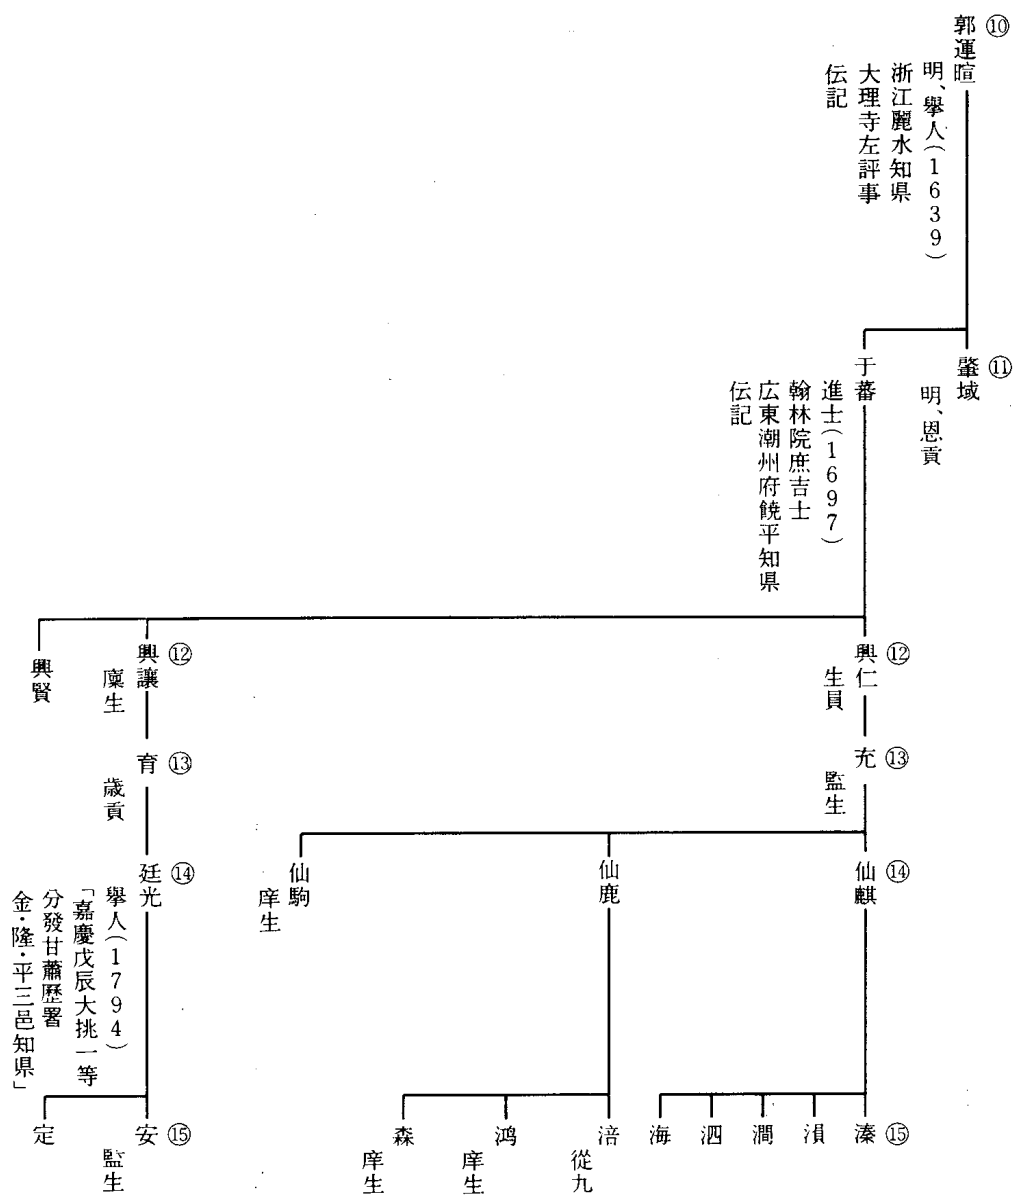 ⑩
郭運暄
明、擧人(1639)
浙江麗水知県
大理寺左評事
伝記
⑪
肇域
明、恩貢
于蕃
進士(1697)
翰林院庶吉士
広東潮州府饒平知県
伝記
⑫
興仁
生員
⑫
興讓
廩生
興賢
⑬
充
監生
⑬
育
歳貢
⑭
仙麒
仙鹿
仙駒
庠生
⑭
廷光
擧人(1794)
「嘉慶戊辰大挑一等
分發甘蕭歷署
金・隆・平三邑知県」
⑮
溱
溳
澗
泗
海
涪
從九
鸿
庠生
森
庠生
⑮
安
監生
定